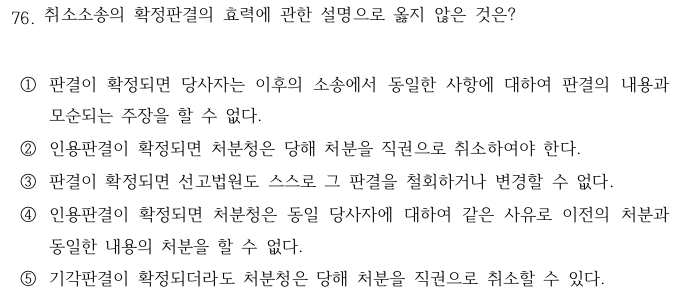 76. 취소소송의 확정판결의 효력에 관한 설명으로 옳지 않은 것은?
① 판결이 확정되면 당사자는 이후의 소송에서 동일한 사항에 대하여 판결의 내용과
모순되는 주장을 할 수 없다.
② 인용판결이 확정되면 처분청은 당해 처분을 직권으로 취소하여야 한다.
③ 판결이 확정되면 선고법원도 스스로 그 판결을 철회하거나 변경할 수 없다.
④ 인용판결이 확정되면 처분청은 동일 당사자에 대하여 같은 사유로 이전의 처분과
동일한 내용의 처분을 할 수 없다.
⑤ 기각판결이 확정되더라도 처분청은 당해 처분을 직권으로 취소할 수 있다.